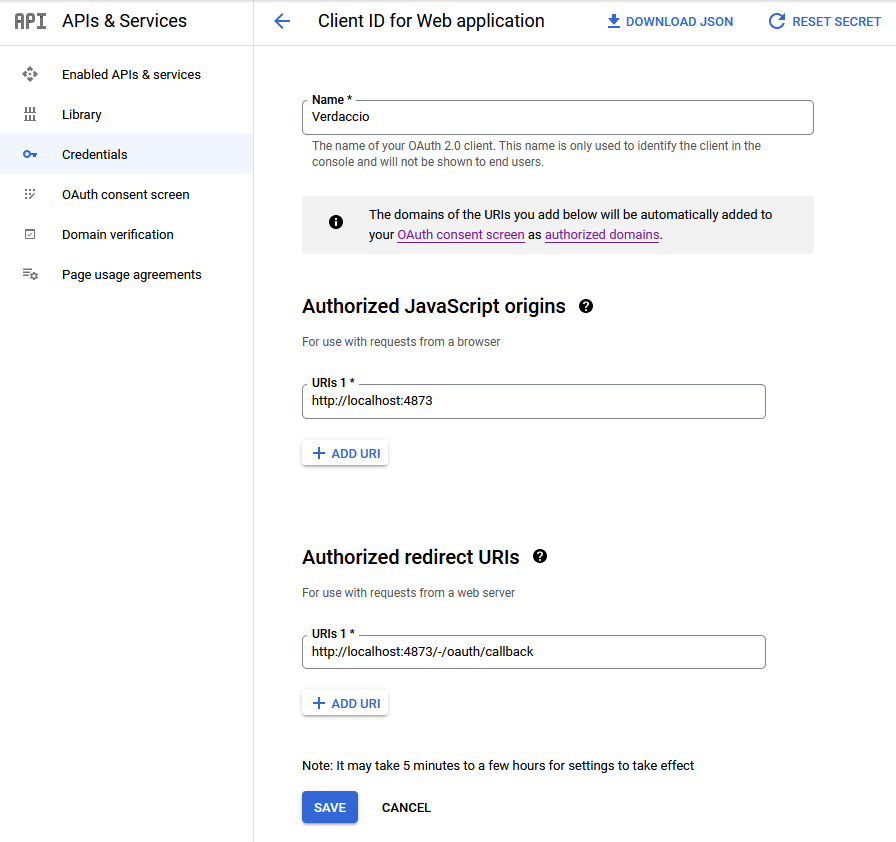 API APIs & Services
Enabled APIs & services
Library
Credentials
OAuth consent screen
Domain verification
Page usage agreements
Client ID for Web application
DOWNLOAD JSON
RESET SECRET
Name *
Verdaccio
The name of your OAuth 2.0 client. This name is only used to identify the client in the
console and will not be shown to end users.
The domains of the URIs you add below will be automatically added to
your OAuth consent screen as authorized domains.
Authorized JavaScript origins
For use with requests from a browser
URIs 1 *
http://localhost:4873
ADD URI
Authorized redirect URIs
For use with requests from a web server
URIs 1 *
http://localhost:4873/-/oauth/callback
ADD URI
Note: It may take 5 minutes to a few hours for settings to take effect
SAVE
CANCEL